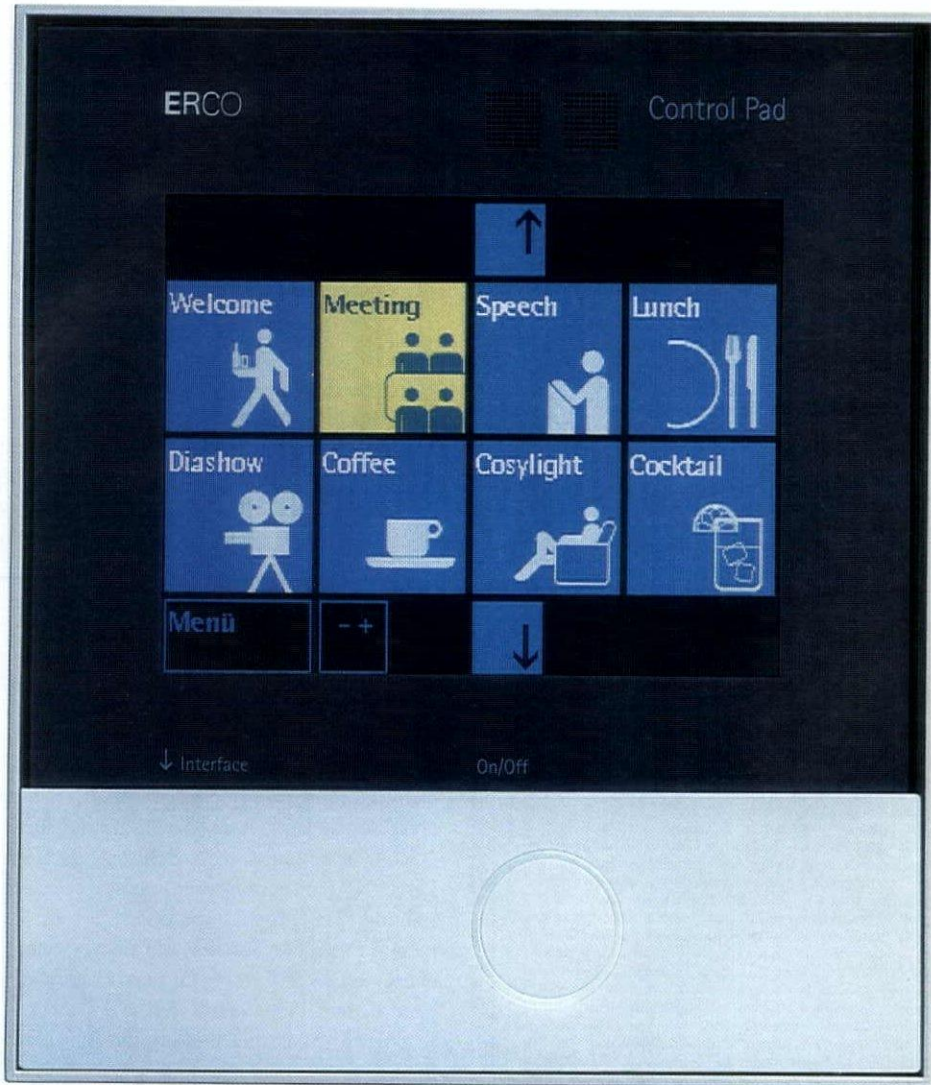 ERCO Control Pad
↑
Welcome Meeting Speech Lunch
Diashow Coffee Cosylight Cocktail
Menü - + ↓
↓ Interface On/Off